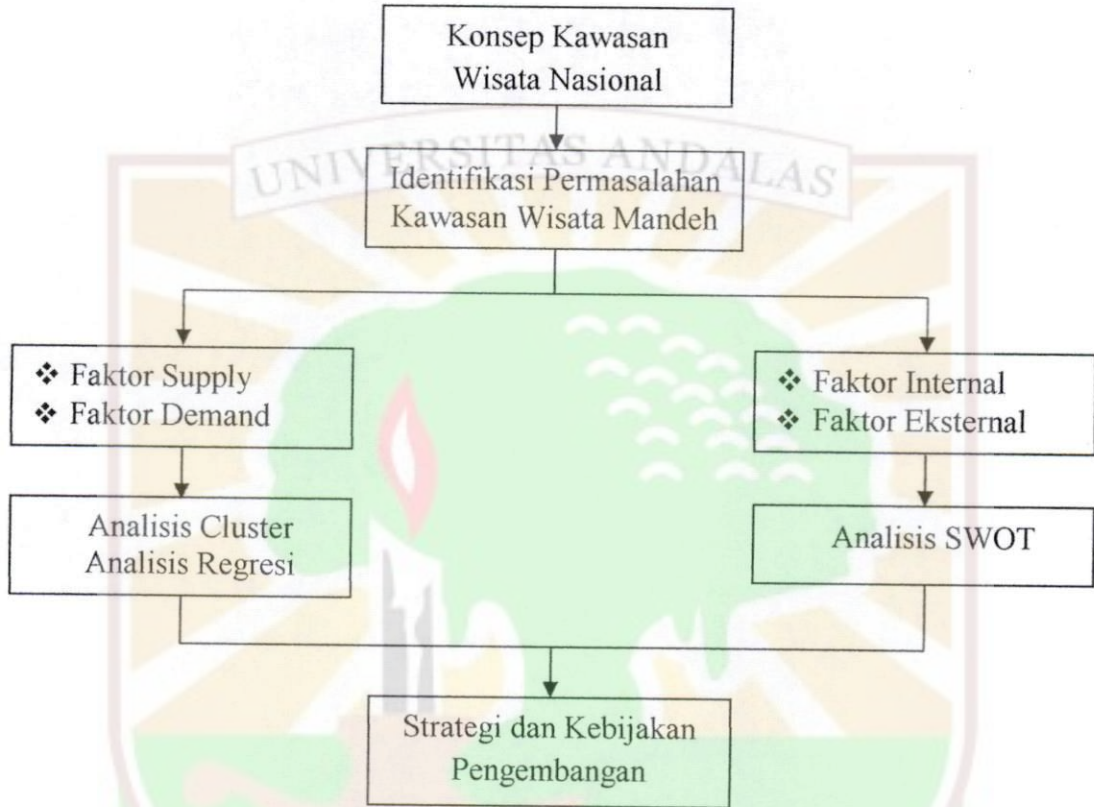 Konsep Kawasan
Wisata Nasional
UNIVERSITAS ANDALAS
Identifikasi Permasalahan
Kawasan Wisata Mandeh
❖ Faktor Supply
❖ Faktor Demand
❖ Faktor Internal
❖ Faktor Eksternal
Analisis Cluster
Analisis Regresi
Analisis SWOT
Strategi dan Kebijakan
Pengembangan